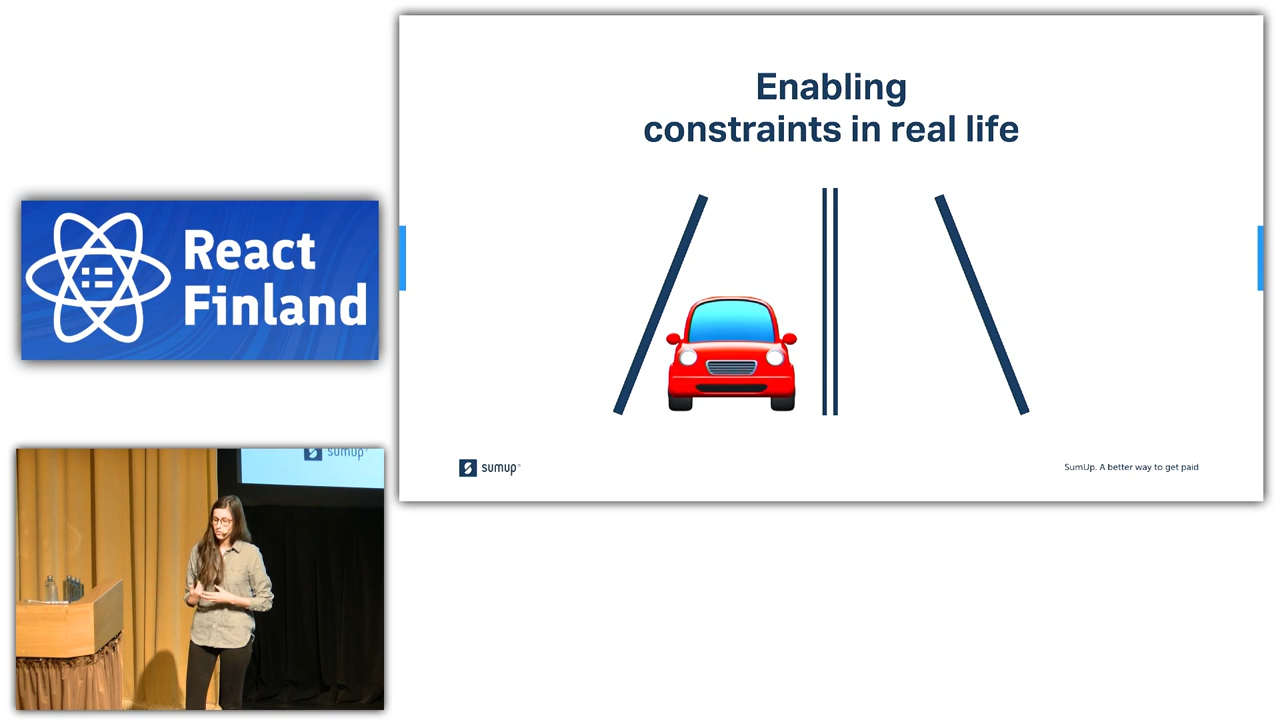 Enabling
constraints in real life
React
Finland
sumup®
SumUp. A better way to get paid
sumup®